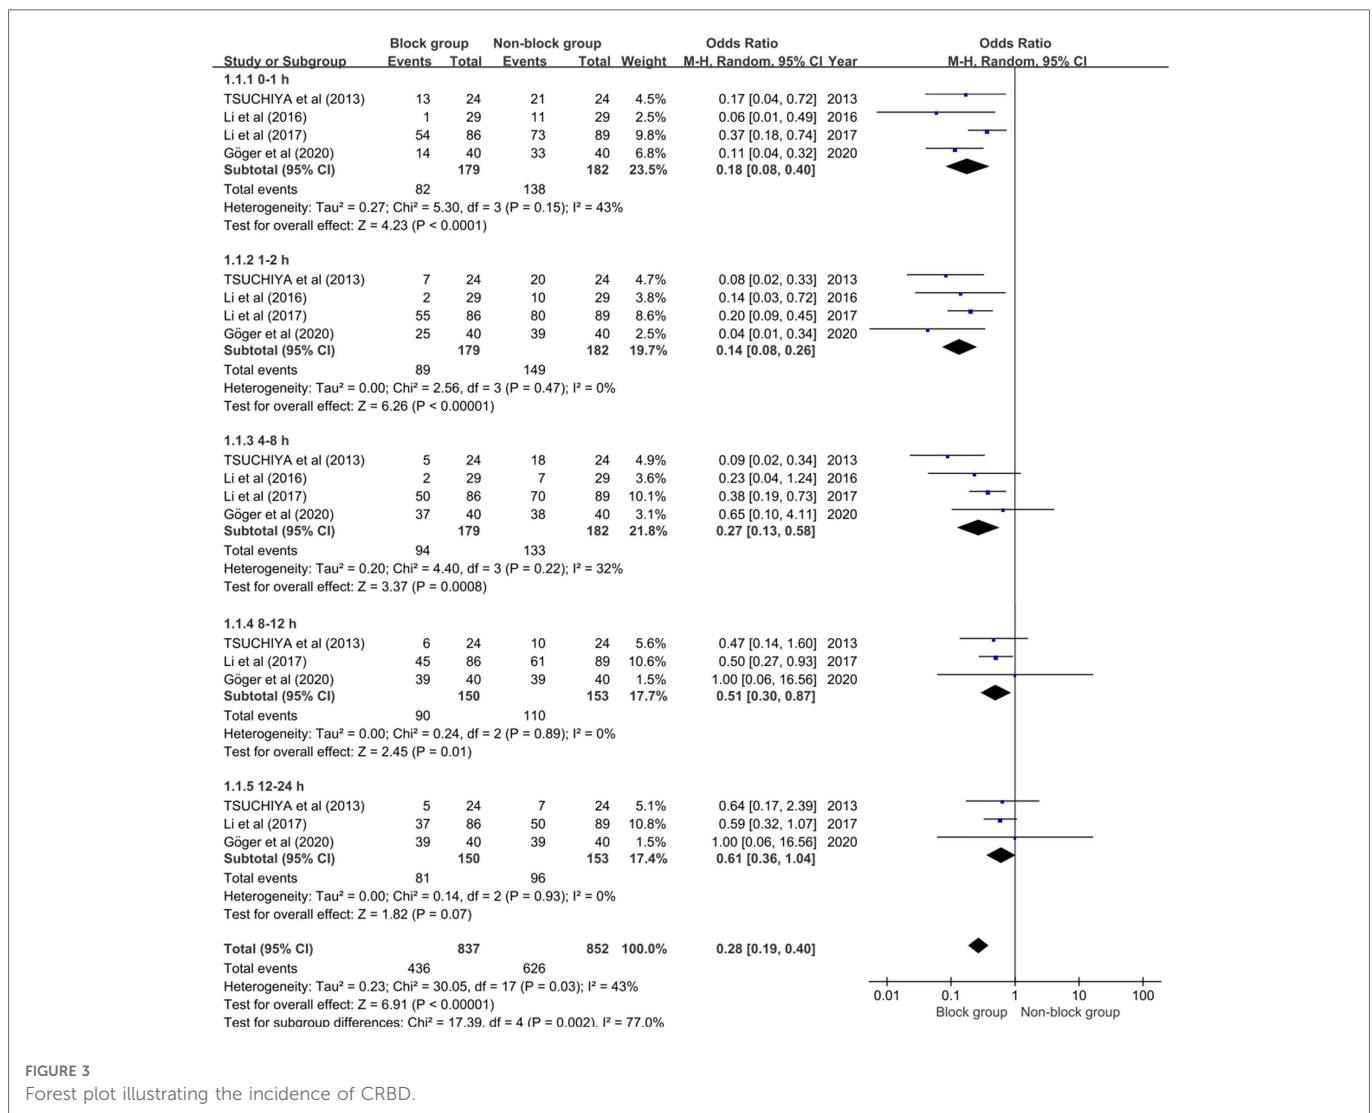 Block group Non-block group Odds Ratio Odds Ratio
Study or Subgroup Events Total Events Total Weight M-H, Random, 95% CI Year M-H, Random, 95% CI
1.1.1 0-1 h
TSUCHIYA et al (2013) 13 24 21 24 4.5% 0.17 [0.04, 0.72] 2013
Li et al (2016) 1 29 11 29 2.5% 0.06 [0.01, 0.49] 2016
Li et al (2017) 54 86 73 89 9.8% 0.37 [0.18, 0.74] 2017
Göger et al (2020) 14 40 33 40 6.8% 0.11 [0.04, 0.32] 2020
Subtotal (95% CI) 179 182 23.5% 0.18 [0.08, 0.40]
Total events 82 138
Heterogeneity: Tau² = 0.27; Chi² = 5.30, df = 3 (P = 0.15); I² = 43%
Test for overall effect: Z = 4.23 (P < 0.0001)
1.1.2 1-2 h
TSUCHIYA et al (2013) 7 24 20 24 4.7% 0.08 [0.02, 0.33] 2013
Li et al (2016) 2 29 10 29 3.8% 0.14 [0.03, 0.72] 2016
Li et al (2017) 55 86 80 89 8.6% 0.20 [0.09, 0.45] 2017
Göger et al (2020) 25 40 39 40 2.5% 0.04 [0.01, 0.34] 2020
Subtotal (95% CI) 179 182 19.7% 0.14 [0.08, 0.26]
Total events 89 149
Heterogeneity: Tau² = 0.00; Chi² = 2.56, df = 3 (P = 0.47); I² = 0%
Test for overall effect: Z = 6.26 (P < 0.00001)
1.1.3 4-8 h
TSUCHIYA et al (2013) 5 24 18 24 4.9% 0.09 [0.02, 0.34] 2013
Li et al (2016) 2 29 7 29 3.6% 0.23 [0.04, 1.24] 2016
Li et al (2017) 50 86 70 89 10.1% 0.38 [0.19, 0.73] 2017
Göger et al (2020) 37 40 38 40 3.1% 0.65 [0.10, 4.11] 2020
Subtotal (95% CI) 179 182 21.8% 0.27 [0.13, 0.58]
Total events 94 133
Heterogeneity: Tau² = 0.20; Chi² = 4.40, df = 3 (P = 0.22); I² = 32%
Test for overall effect: Z = 3.37 (P = 0.0008)
1.1.4 8-12 h
TSUCHIYA et al (2013) 6 24 10 24 5.6% 0.47 [0.14, 1.60] 2013
Li et al (2017) 45 86 61 89 10.6% 0.50 [0.27, 0.93] 2017
Göger et al (2020) 39 40 39 40 1.5% 1.00 [0.06, 16.56] 2020
Subtotal (95% CI) 150 153 17.7% 0.51 [0.30, 0.87]
Total events 90 110
Heterogeneity: Tau² = 0.00; Chi² = 0.24, df = 2 (P = 0.89); I² = 0%
Test for overall effect: Z = 2.45 (P = 0.01)
1.1.5 12-24 h
TSUCHIYA et al (2013) 5 24 7 24 5.1% 0.64 [0.17, 2.39] 2013
Li et al (2017) 37 86 50 89 10.8% 0.59 [0.32, 1.07] 2017
Göger et al (2020) 39 40 39 40 1.5% 1.00 [0.06, 16.56] 2020
Subtotal (95% CI) 150 153 17.4% 0.61 [0.36, 1.04]
Total events 81 96
Heterogeneity: Tau² = 0.00; Chi² = 0.14, df = 2 (P = 0.93); I² = 0%
Test for overall effect: Z = 1.82 (P = 0.07)
Total (95% CI) 837 852 100.0% 0.28 [0.19, 0.40]
Total events 436 626
Heterogeneity: Tau² = 0.23; Chi² = 30.05, df = 17 (P = 0.03); I² = 43%
Test for overall effect: Z = 6.91 (P < 0.00001)
Test for subgroup differences: Chi² = 17.39, df = 4 (P = 0.002), I² = 77.0%
0.01 0.1 1 10 100
Block group Non-block group
FIGURE 3
Forest plot illustrating the incidence of CRBD.